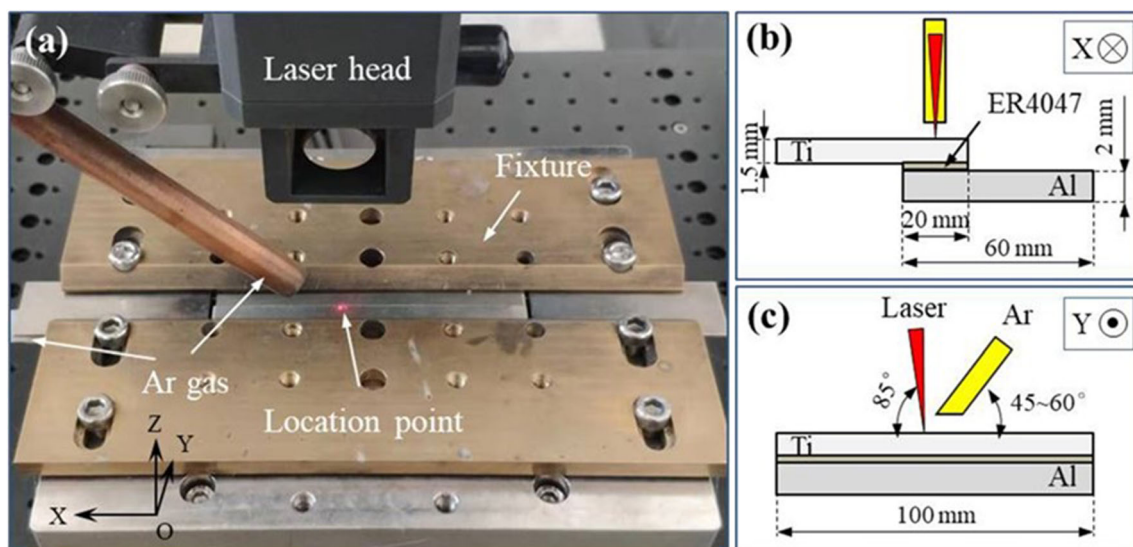 (a)
Laser head
Fixture
Ar gas
Location point
Z
Y
X
O
(b)
X
ER4047
Ti
1.5 mm
2 mm
Al
20 mm
60 mm
(c)
Laser
Ar
Y
85°
45~60°
Ti
Al
100 mm